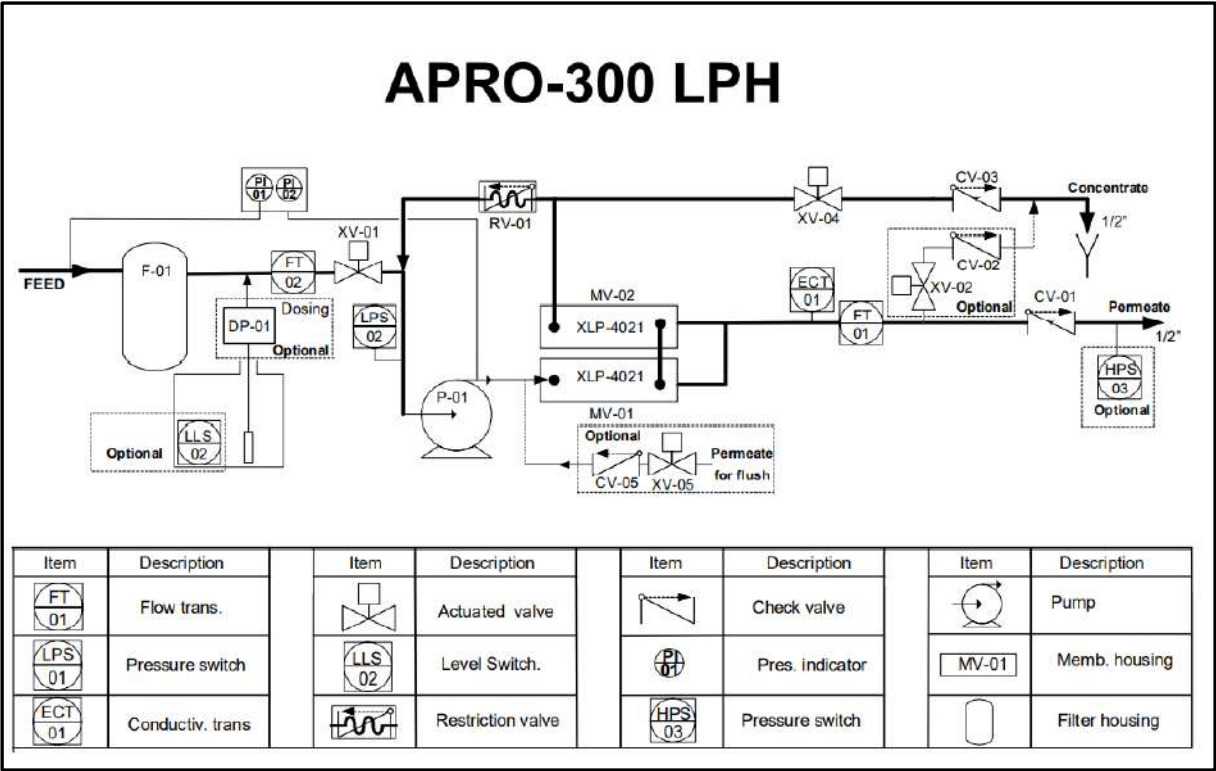 APRO-300 LPH
PI
01
PI
02
RV-01
XV-04
CV-03
Concentrate
1/2"
XV-01
FEED
F-01
FT
02
Dosing
DP-01
Optional
LPS
02
MV-02
XLP-4021
XLP-4021
MV-01
ECT
01
FT
01
CV-02
XV-02
Optional
CV-01
Permeate
1/2"
HPS
03
Optional
P-01
Optional
LLS
02
Optional
Permeate
for flush
CV-05
XV-05
Item Description Item Description Item Description Item Description
FT
01
Flow trans.
Actuated valve
Check valve
Pump
LPS
01
Pressure switch
LLS
02
Level Switch.
PI
01
Pres. indicator
MV-01
Memb. housing
ECT
01
Conductiv. trans
Restriction valve
HPS
03
Pressure switch
Filter housing